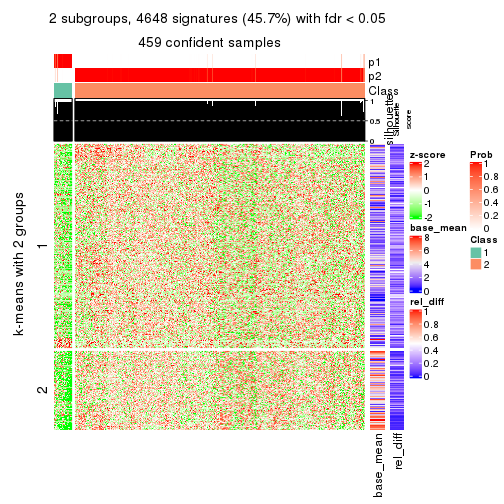 2 subgroups, 4648 signatures (45.7%) with fdr < 0.05
459 confident samples
p1
p2
Class
1
0.5
0
silhouette
Silhouette
score
k-means with 2 groups
1
2
base_mean
rel_diff
z-score
2
1
0
-1
-2
base_mean
8
6
4
2
0
rel_diff
1
0.8
0.6
0.4
0.2
0
Prob
1
0.8
0.6
0.4
0.2
0
Class
1
2